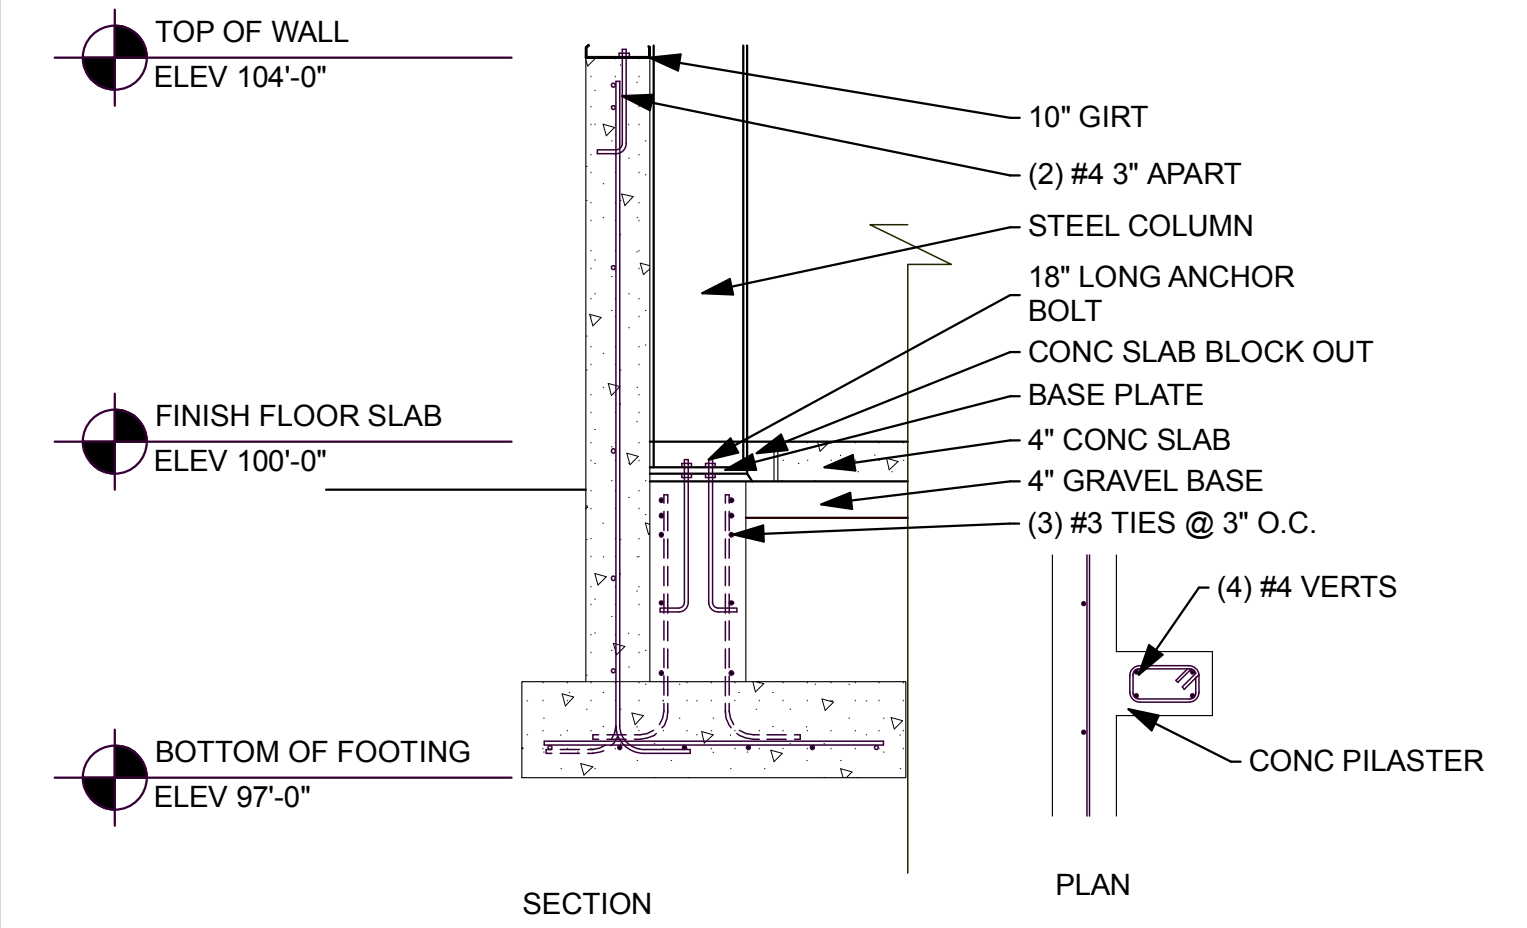 TOP OF WALL
ELEV 104'-0"
10" GIRT
(2) #4 3" APART
STEEL COLUMN
18" LONG ANCHOR
BOLT
CONC SLAB BLOCK OUT
BASE PLATE
FINISH FLOOR SLAB
ELEV 100'-0"
4" CONC SLAB
4" GRAVEL BASE
(3) #3 TIES @ 3" O.C.
(4) #4 VERTS
CONC PILASTER
BOTTOM OF FOOTING
ELEV 97'-0"
SECTION
PLAN